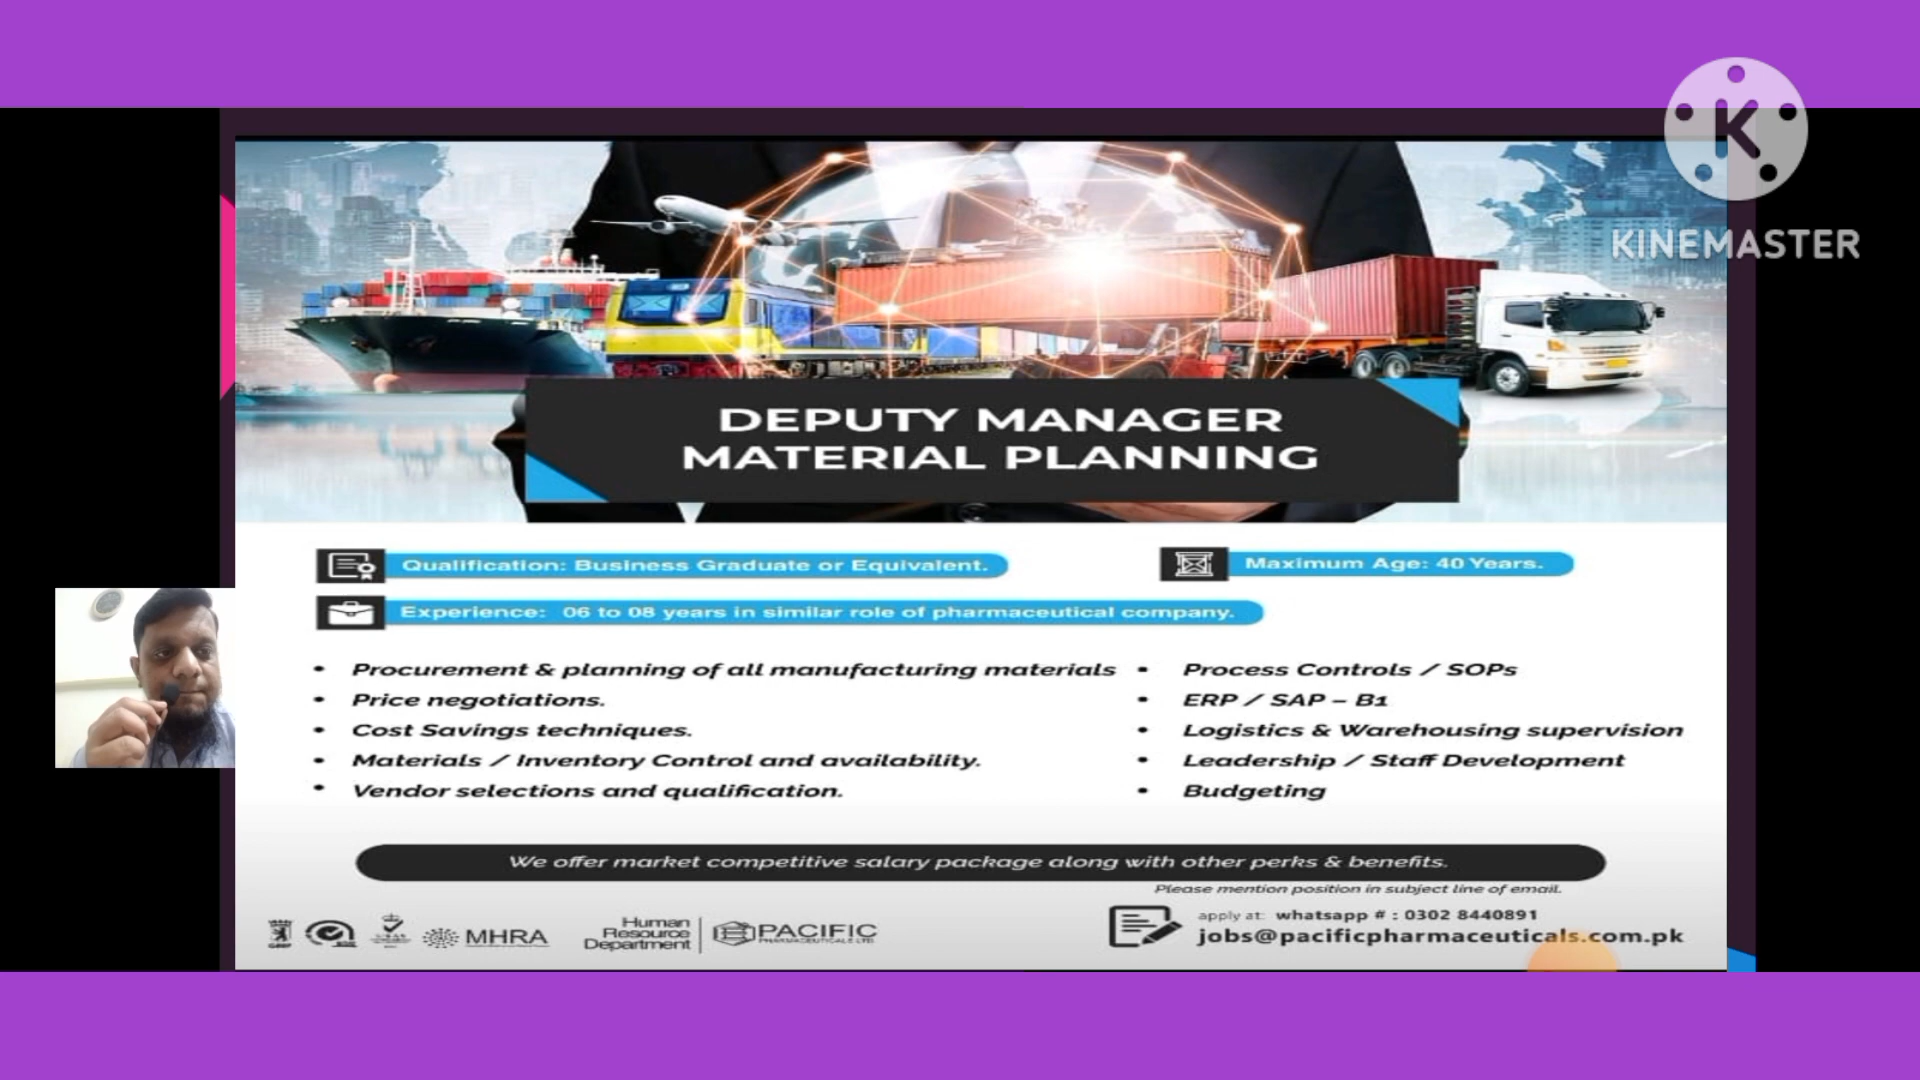 KINEMASTER
DEPUTY MANAGER
MATERIAL PLANNING
Qualification: Business Graduate or Equivalent.
Maximum Age: 40 Years.
Experience: 06 to 08 years in similar role of pharmaceutical company.
• Procurement & planning of all manufacturing materials
• Price negotiations.
• Cost Savings techniques.
• Materials / Inventory Control and availability.
• Vendor selections and qualification.
• Process Controls / SOPs
• ERP / SAP – B1
• Logistics & Warehousing supervision
• Leadership / Staff Development
• Budgeting
We offer market competitive salary package along with other perks & benefits.
Please mention position in subject line of email.
MHRA
Human
Resource
Department
PACIFIC
PHARMACEUTICALS LTD.
apply at: whatsapp # : 0302 8440891
jobs@pacificpharmaceuticals.com.pk